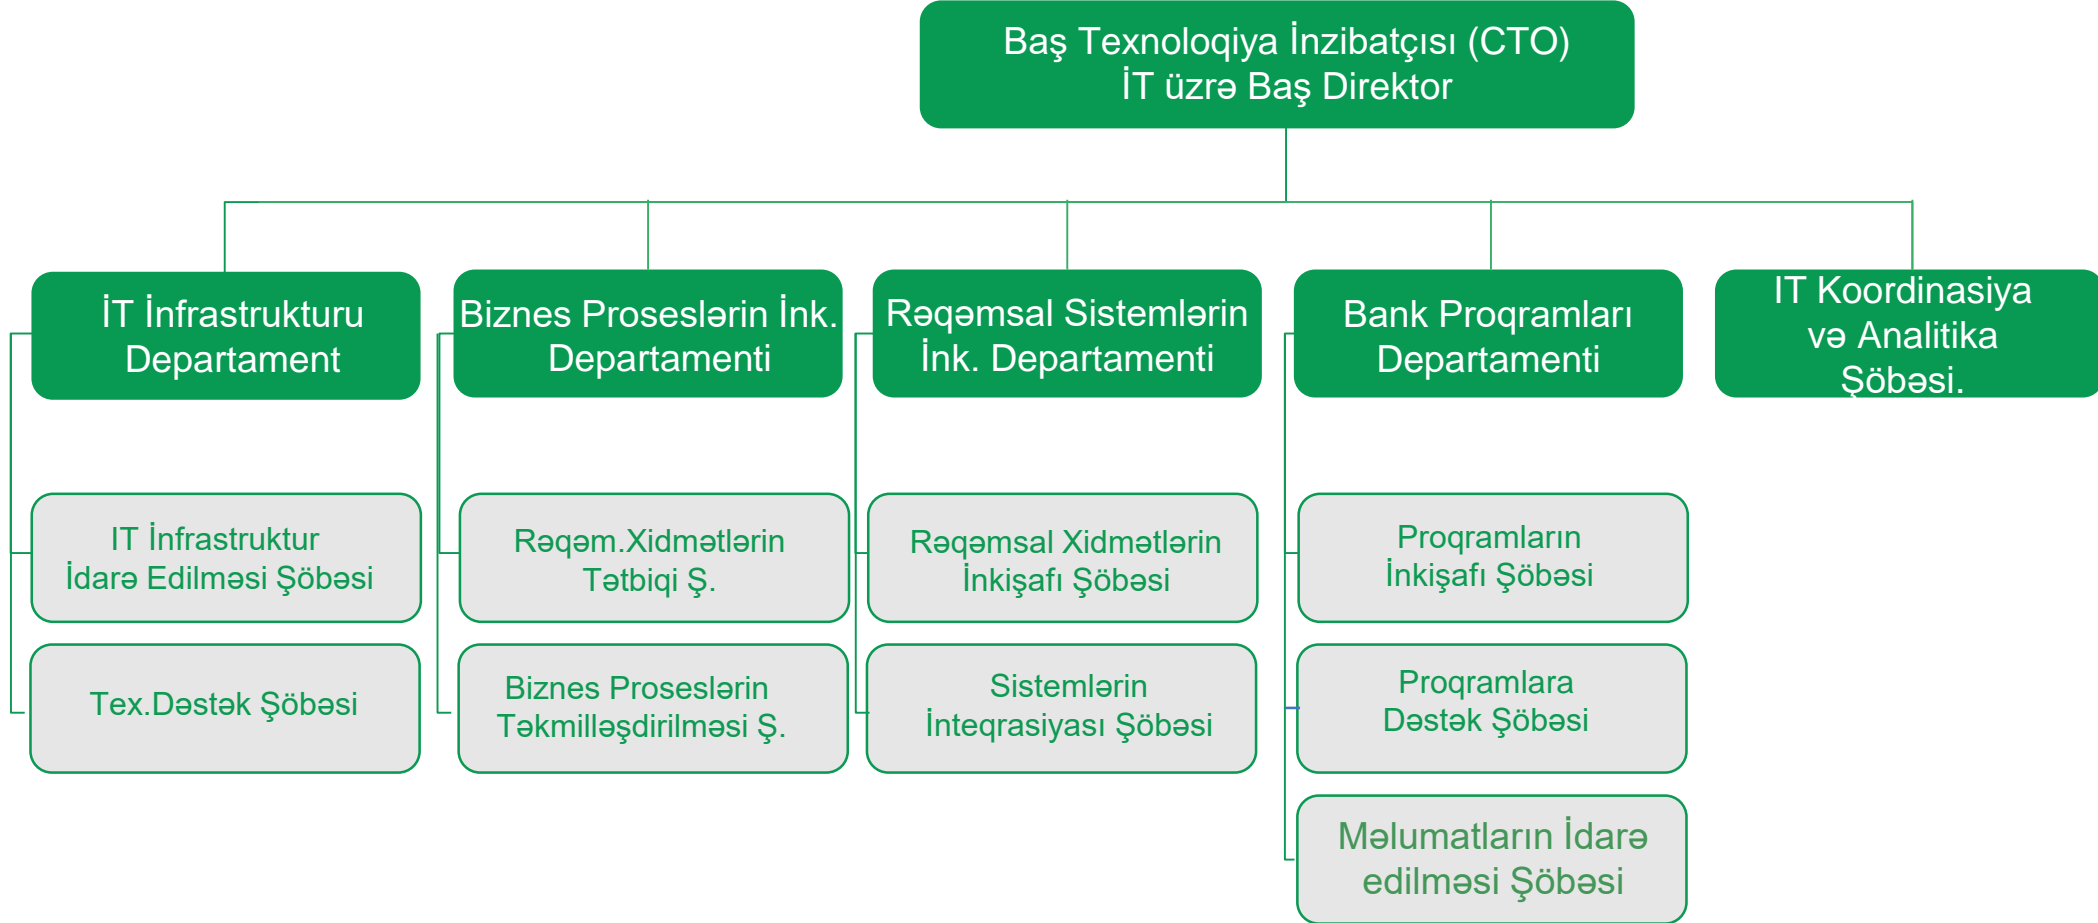 Baş Texnoloqiya İnzibatçısı (CTO)
İT üzrə Baş Direktor
İT İnfrastrukturu
Departament
Biznes Proseslərin İnk.
Departamenti
Rəqəmsal Sistemlərin
İnk. Departamenti
Bank Proqramları
Departamenti
IT Koordinasiya
və Analitika
Şöbəsi.
IT İnfrastruktur
İdarə Edilməsi Şöbəsi
Rəqəm.Xidmətlərin
Tətbiqi Ş.
Rəqəmsal Xidmətlərin
İnkişafı Şöbəsi
Proqramların
İnkişafı Şöbəsi
Tex.Dəstək Şöbəsi
Biznes Proseslərin
Təkmilləşdirilməsi Ş.
Sistemlərin
İnteqrasiyası Şöbəsi
Proqramlara
Dəstək Şöbəsi
Məlumatların İdarə
edilməsi Şöbəsi